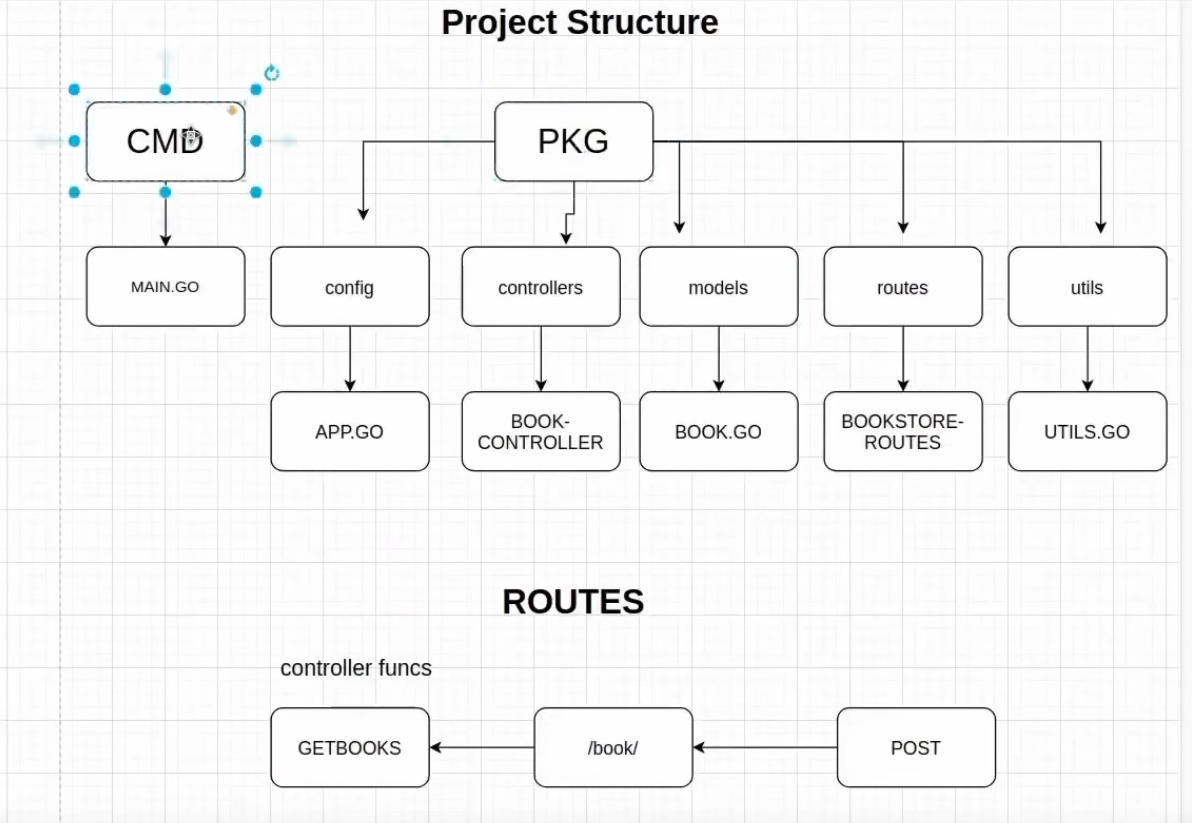 Project Structure
CMD
PKG
MAIN.GO
config
controllers
models
routes
utils
APP.GO
BOOK-
CONTROLLER
BOOK.GO
BOOKSTORE-
ROUTES
UTILS.GO
ROUTES
controller funcs
GETBOOKS
/book/
POST